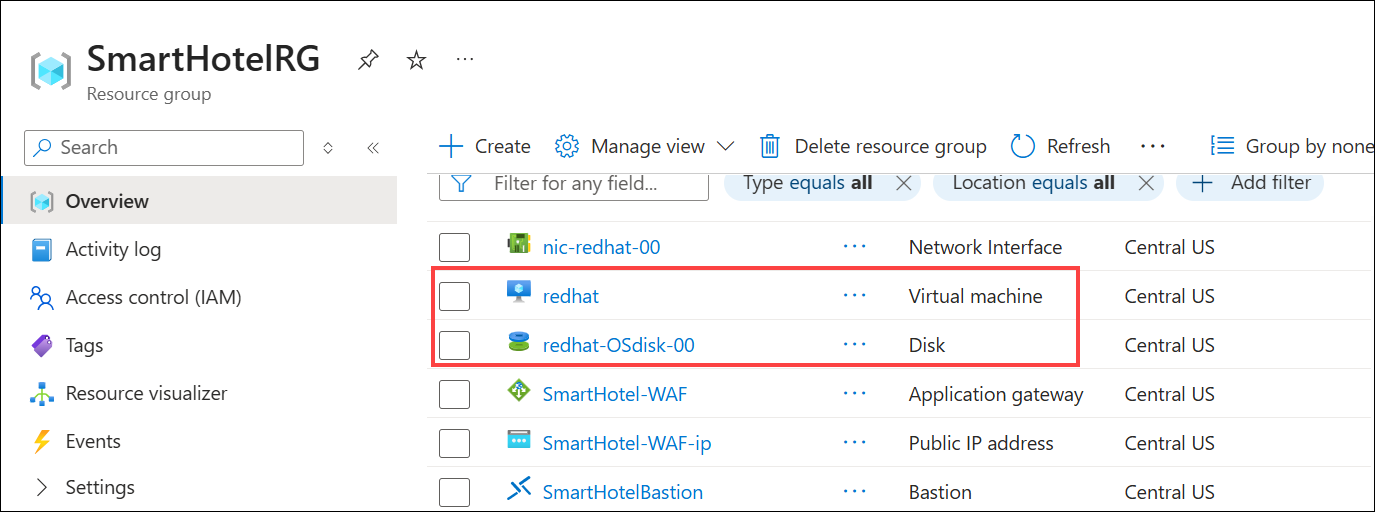 SmartHotelRG
Resource group
Search
Create Manage view Delete resource group Refresh Group by none
Filter for any field... Type equals all Location equals all Add filter
Overview
Activity log
Access control (IAM)
Tags
Resource visualizer
Events
Settings
nic-redhat-00 Network Interface Central US
redhat Virtual machine Central US
redhat-OSdisk-00 Disk Central US
SmartHotel-WAF Application gateway Central US
SmartHotel-WAF-ip Public IP address Central US
SmartHotelBastion Bastion Central US